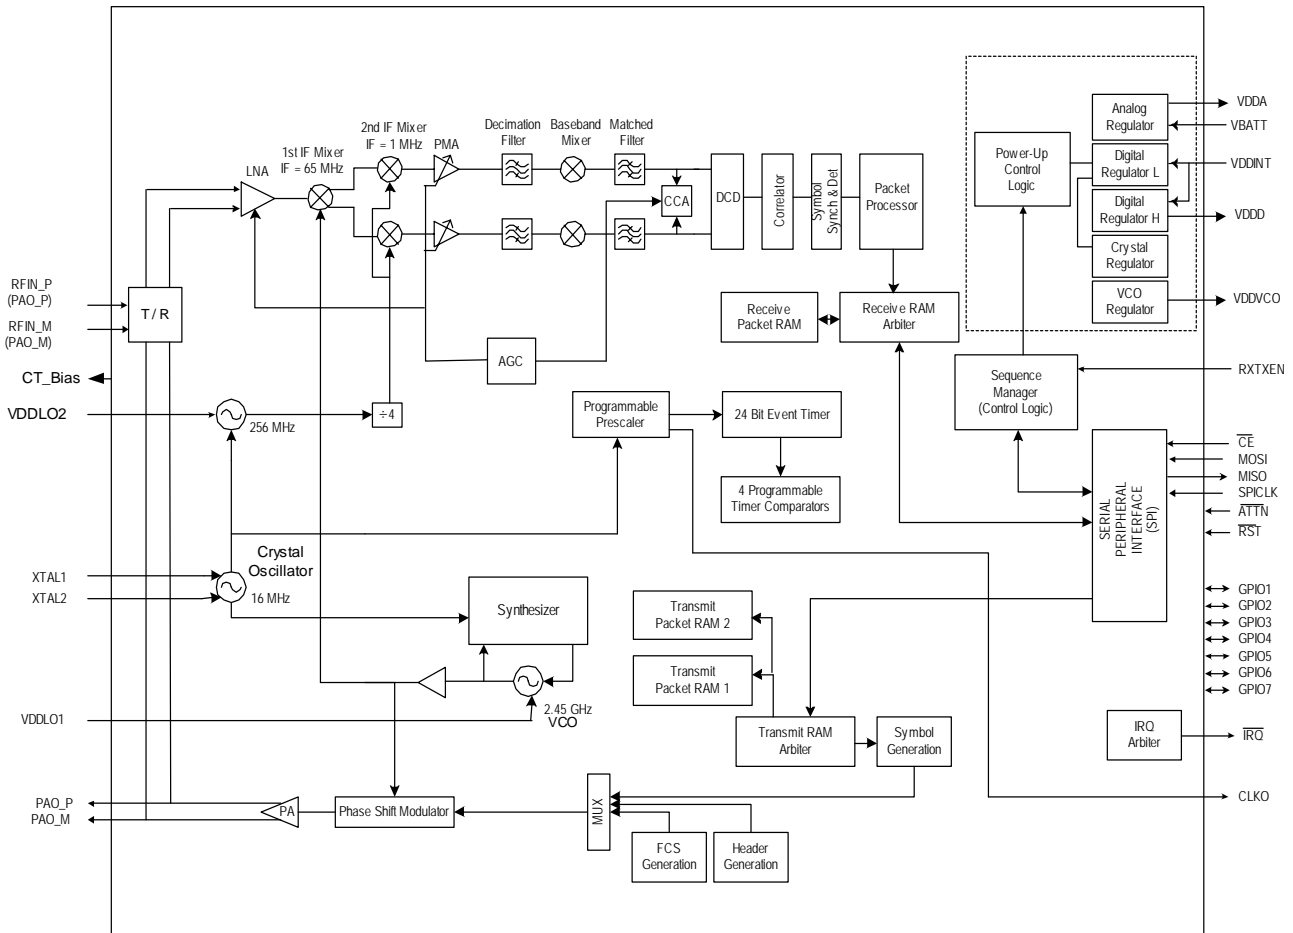 Analog
Regulator
VDDA
VBATT
Power-Up
Control
Logic
Digital
Regulator L
VDDINT
Digital
Regulator H
VDDD
Crystal
Regulator
VCO
Regulator
VDDVCO
LNA
1st IF Mixer
IF = 65 MHz
2nd IF Mixer
IF = 1 MHz
PMA
Decimation
Filter
Baseband
Mixer
Matched
Filter
CCA
DCD
Correlator
Symbol
Synch & Det
Packet
Processor
RFIN_P
(PAO_P)
RFIN_M
(PAO_M)
T / R
CT_Bias
AGC
Receive
Packet RAM
Receive RAM
Arbiter
Sequence
Manager
(Control Logic)
RXTXEN
VDDLO2
256 MHz
÷4
Programmable
Prescaler
24 Bit Event Timer
4 Programmable
Timer Comparators
SERIAL
PERIPHERAL
INTERFACE
(SPI)
CE
MOSI
MISO
SPICLK
ATTN
RST
XTAL1
XTAL2
Crystal
Oscillator
16 MHz
Synthesizer
2.45 GHz
VCO
VDDLO1
Transmit
Packet RAM 2
Transmit
Packet RAM 1
Transmit RAM
Arbiter
Symbol
Generation
GPIO1
GPIO2
GPIO3
GPIO4
GPIO5
GPIO6
GPIO7
IRQ
Arbiter
IRQ
PAO_P
PAO_M
PA
Phase Shift Modulator
MUX
FCS
Generation
Header
Generation
CLKO